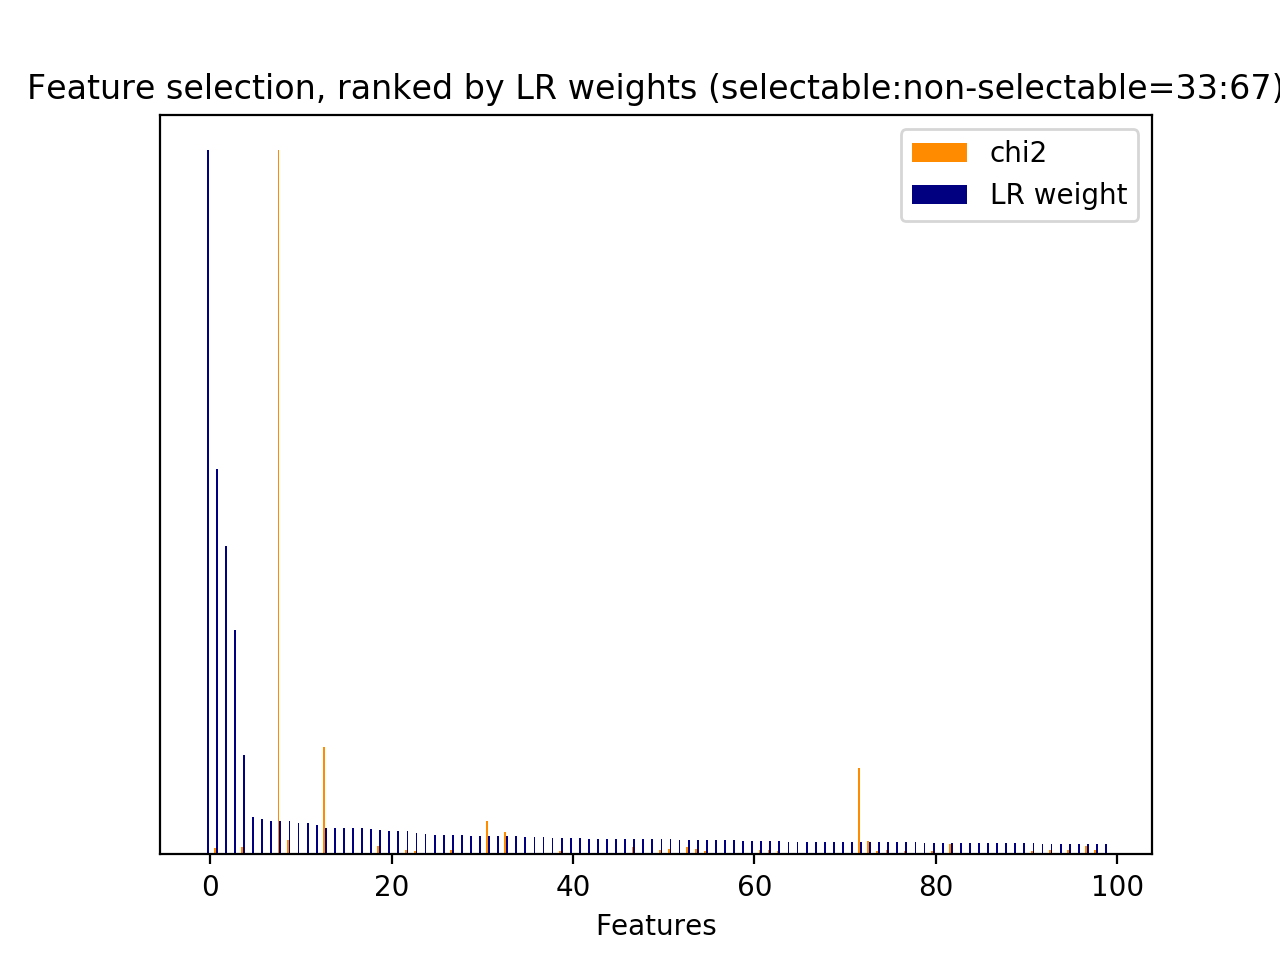 Feature selection, ranked by LR weights (selectable:non-selectable=33:67)
chi2
LR weight
0 20 40 60 80 100
Features